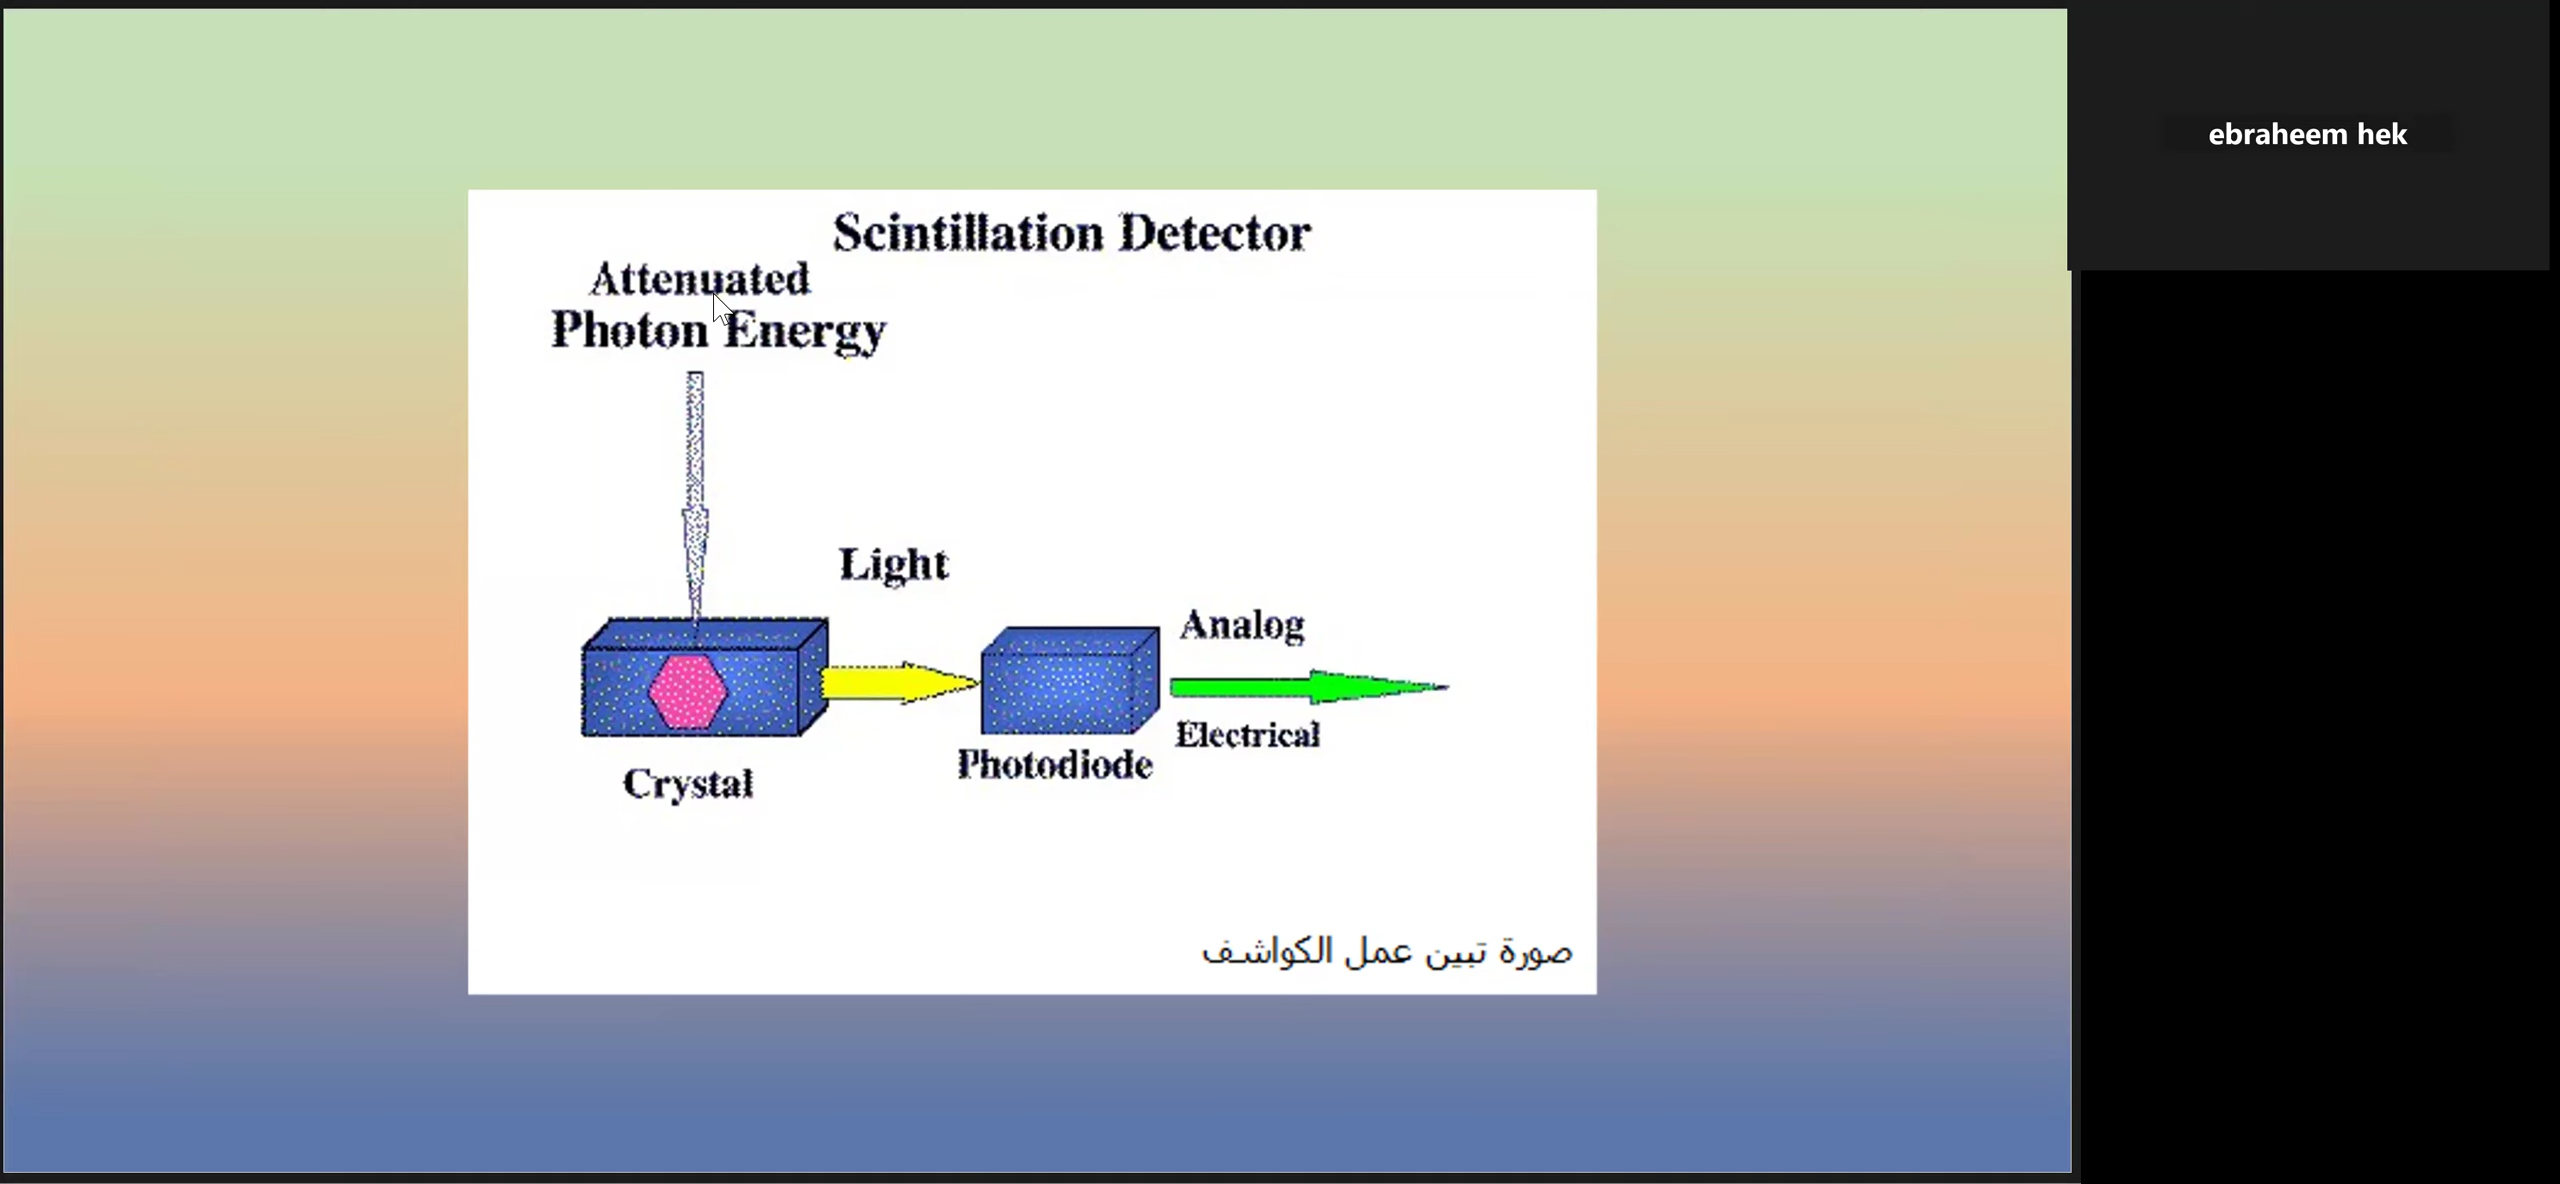 Scintillation Detector
Attenuated
Photon Energy
Light
Analog
Electrical
Photodiode
Crystal
صورة تبين عمل الكواشف
ebraheem hek